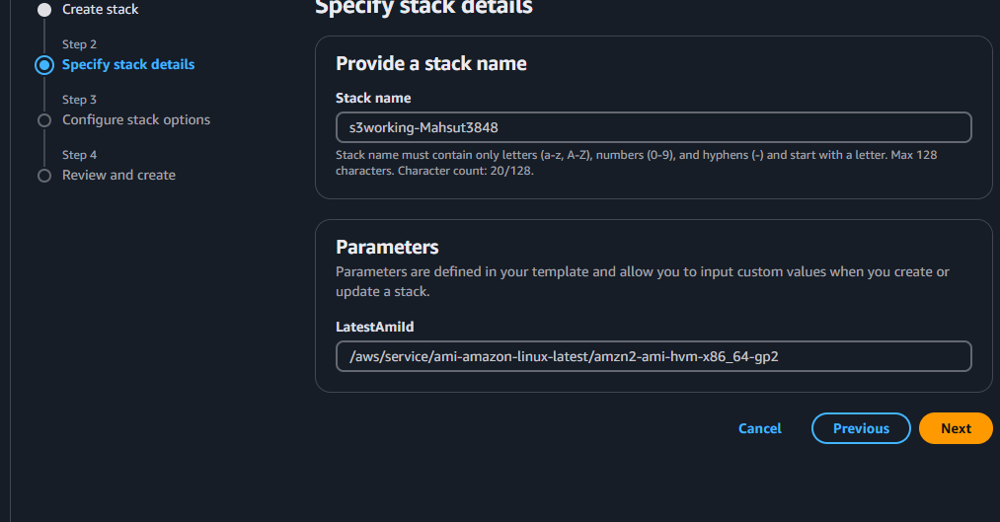 Create stack
Step 2
Specify stack details
Step 3
Configure stack options
Step 4
Review and create
Specify stack details
Provide a stack name
Stack name
s3working-Mahsut3848
Stack name must contain only letters (a-z, A-Z), numbers (0-9), and hyphens (-) and start with a letter. Max 128
characters. Character count: 20/128.
Parameters
Parameters are defined in your template and allow you to input custom values when you create or
update a stack.
LatestAmiId
/aws/service/ami-amazon-linux-latest/amzn2-ami-hvm-x86_64-gp2
Cancel
Previous
Next